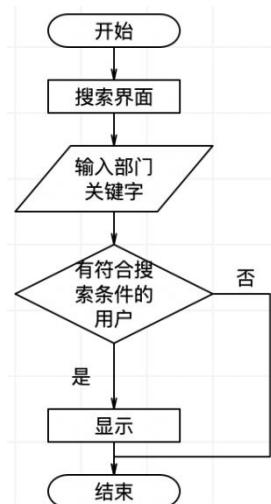 开始
搜索界面
输入部门
关键字
有符合搜
索条件的
用户
否
是
显示
结束